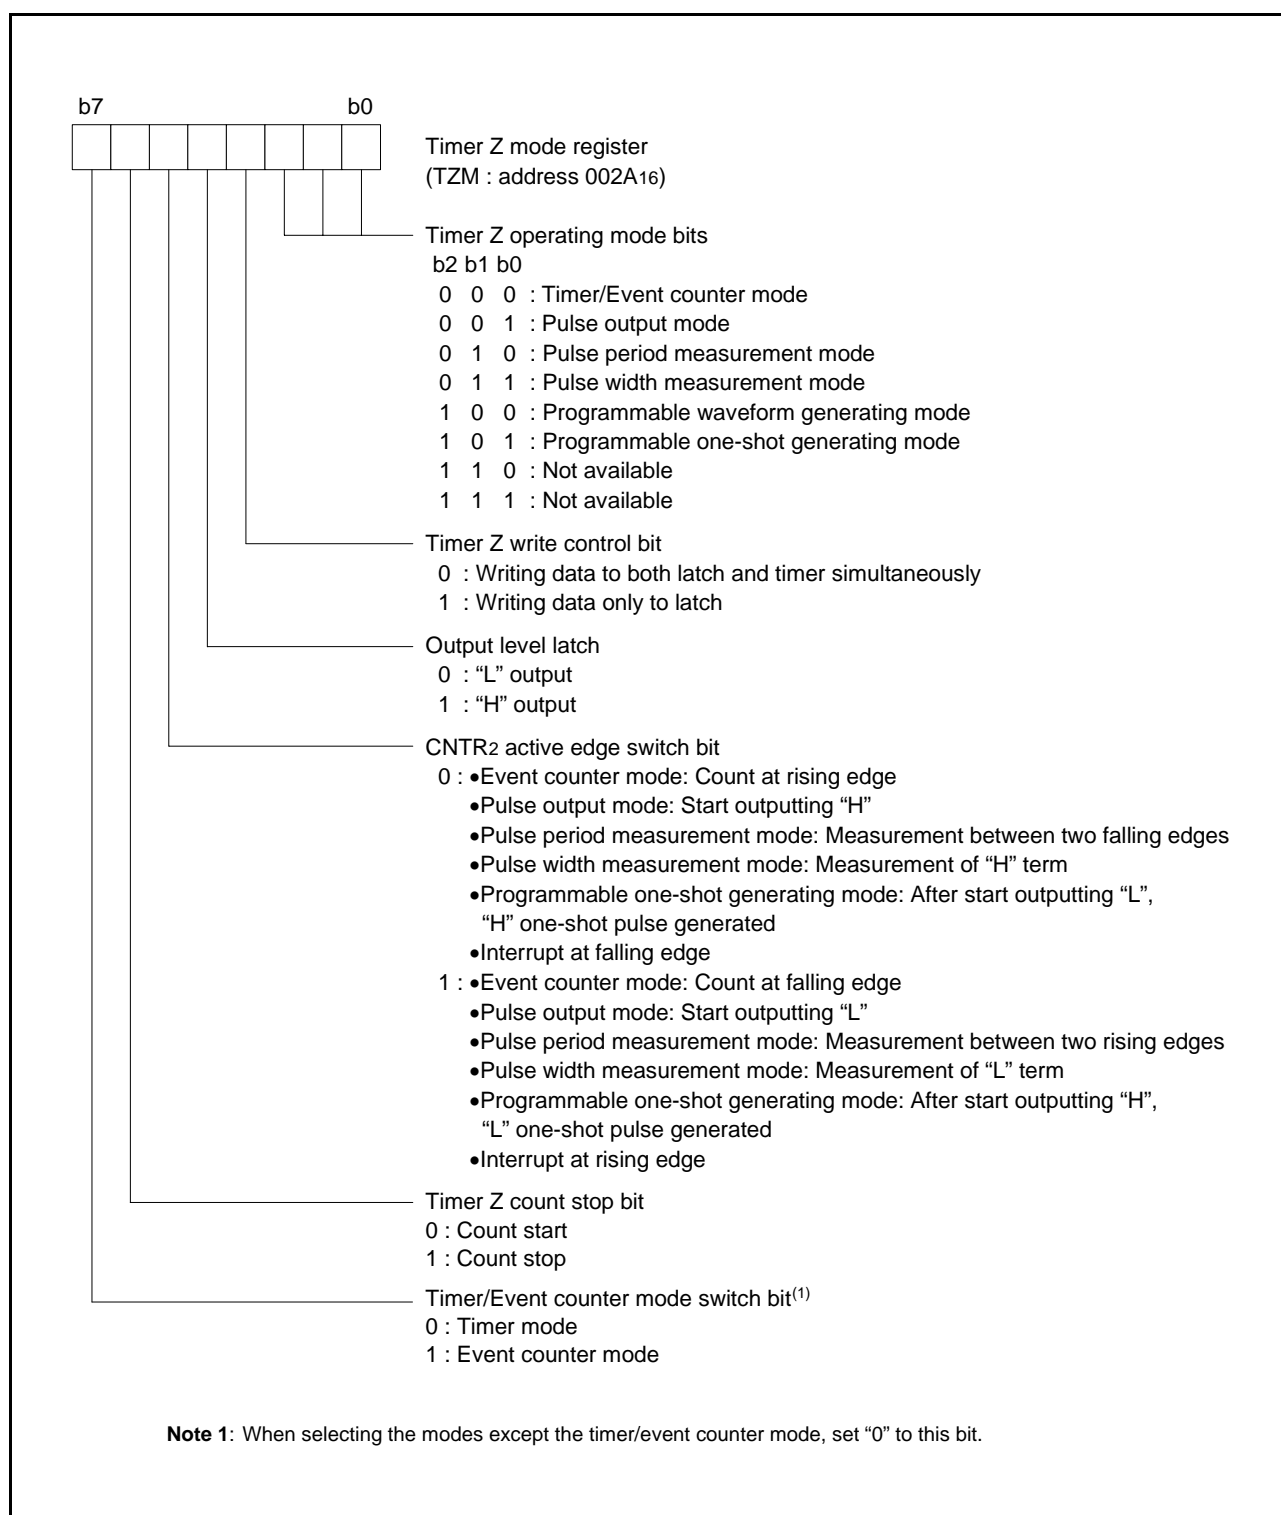 b7 b0
Timer Z mode register
(TZM : address 002A16)
Timer Z operating mode bits
b2 b1 b0
0 0 0 : Timer/Event counter mode
0 0 1 : Pulse output mode
0 1 0 : Pulse period measurement mode
0 1 1 : Pulse width measurement mode
1 0 0 : Programmable waveform generating mode
1 0 1 : Programmable one-shot generating mode
1 1 0 : Not available
1 1 1 : Not available
Timer Z write control bit
0 : Writing data to both latch and timer simultaneously
1 : Writing data only to latch
Output level latch
0 : “L” output
1 : “H” output
CNTR2 active edge switch bit
0 : •Event counter mode: Count at rising edge
•Pulse output mode: Start outputting “H”
•Pulse period measurement mode: Measurement between two falling edges
•Pulse width measurement mode: Measurement of “H” term
•Programmable one-shot generating mode: After start outputting “L”,
“H” one-shot pulse generated
•Interrupt at falling edge
1 : •Event counter mode: Count at falling edge
•Pulse output mode: Start outputting “L”
•Pulse period measurement mode: Measurement between two rising edges
•Pulse width measurement mode: Measurement of “L” term
•Programmable one-shot generating mode: After start outputting “H”,
“L” one-shot pulse generated
•Interrupt at rising edge
Timer Z count stop bit
0 : Count start
1 : Count stop
Timer/Event counter mode switch bit(1)
0 : Timer mode
1 : Event counter mode
Note 1: When selecting the modes except the timer/event counter mode, set “0” to this bit.